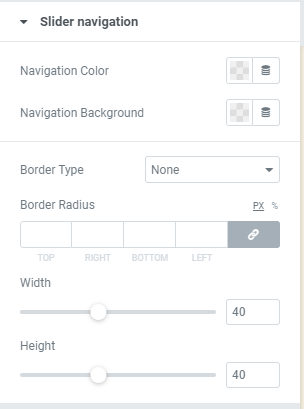 Slider navigation
Navigation Color
Navigation Background
Border Type None
Border Radius PX %
TOP RIGHT BOTTOM LEFT
Width
40
Height
40